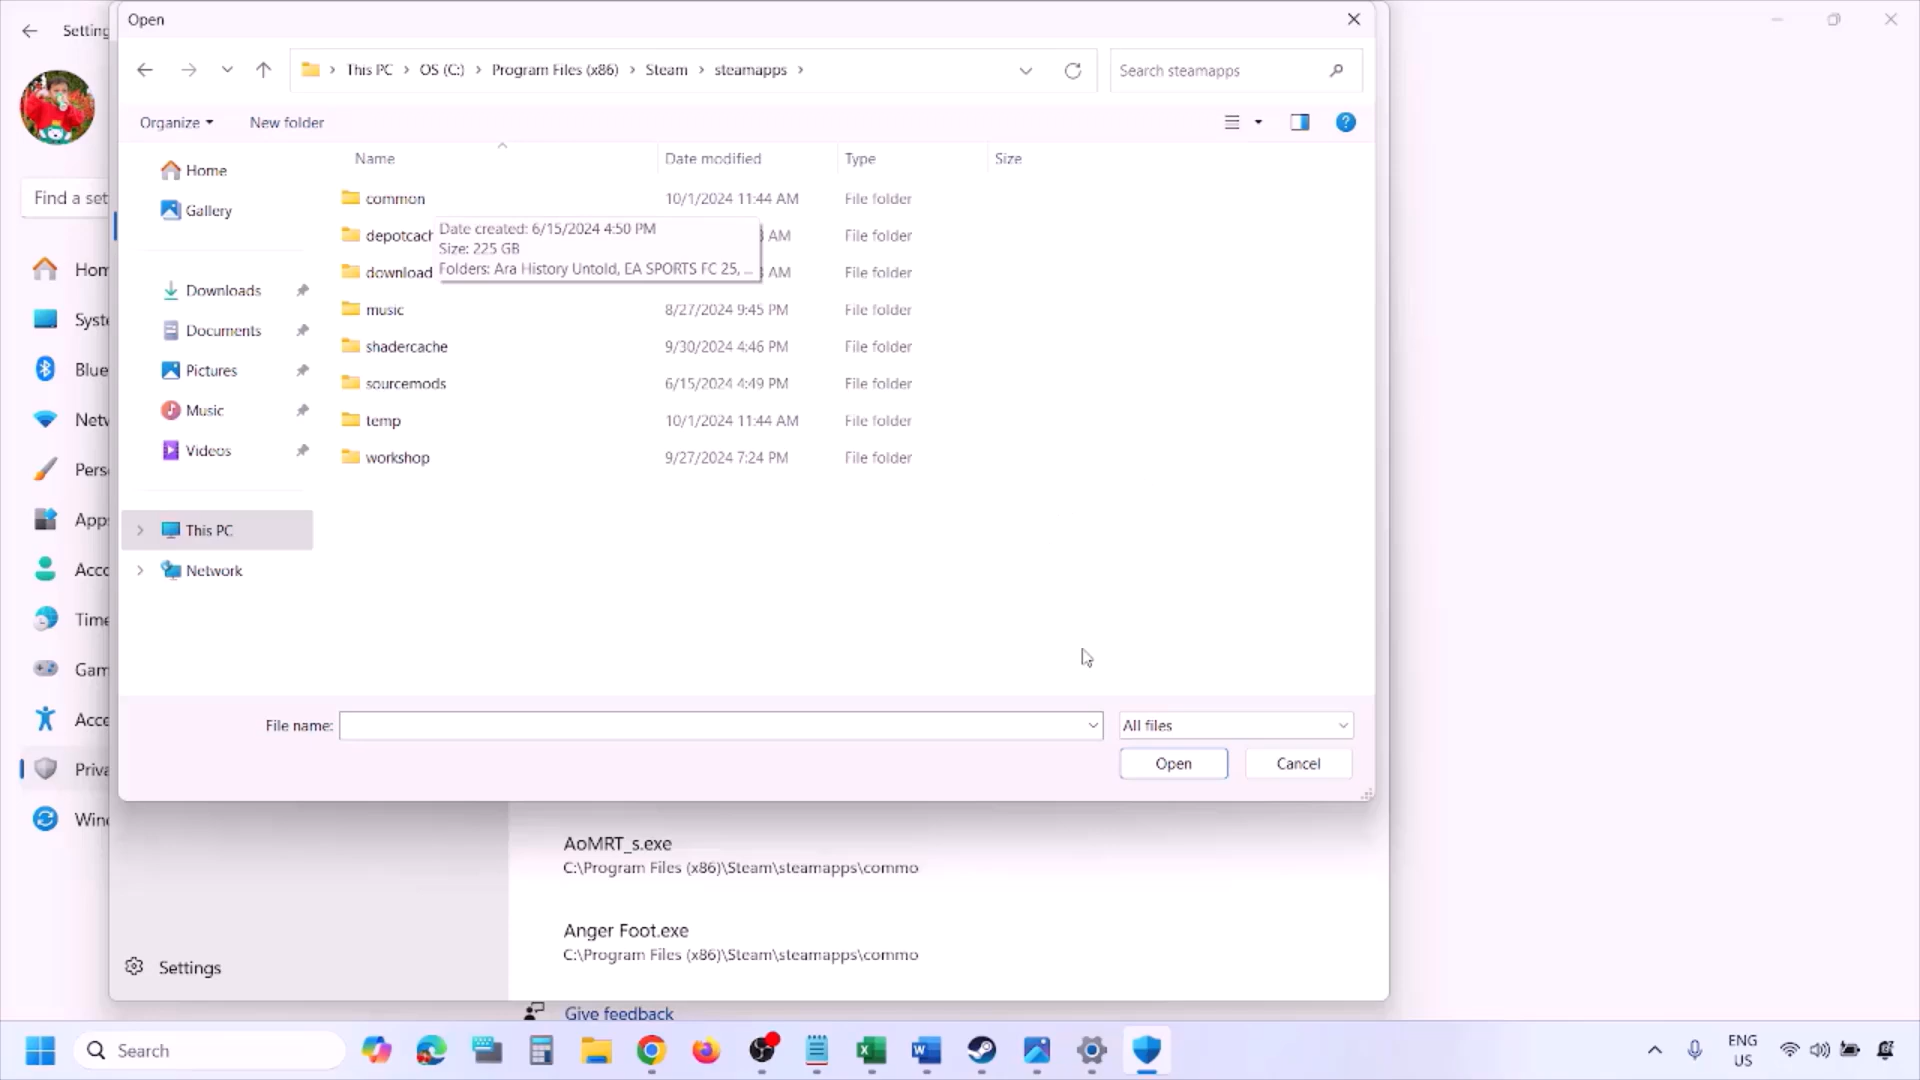 Open
Setting
This PC > OS (C:) > Program Files (x86) > Steam > steamapps >
Search steamapps
Organize
New folder
Name Date modified Type Size
Home
Gallery
Downloads
Documents
Pictures
Music
Videos
This PC
Network
common 10/1/2024 11:44 AM File folder
depotcach AM File folder
download AM File folder
Date created: 6/15/2024 4:50 PM
Size: 225 GB
Folders: Ara History Untold, EA SPORTS FC 25, ...
music 8/27/2024 9:45 PM File folder
shadercache 9/30/2024 4:46 PM File folder
sourcemods 6/15/2024 4:49 PM File folder
temp 10/1/2024 11:44 AM File folder
workshop 9/27/2024 7:24 PM File folder
File name:
All files
Open
Cancel
Find a set
Hom
Syste
Blue
Netw
Pers
Apps
Acco
Time
Gam
Acce
Priva
Wind
AoMRT_s.exe
C:\Program Files (x86)\Steam\steamapps\commo
Anger Foot.exe
C:\Program Files (x86)\Steam\steamapps\commo
Settings
Give feedback
Search
ENG
US